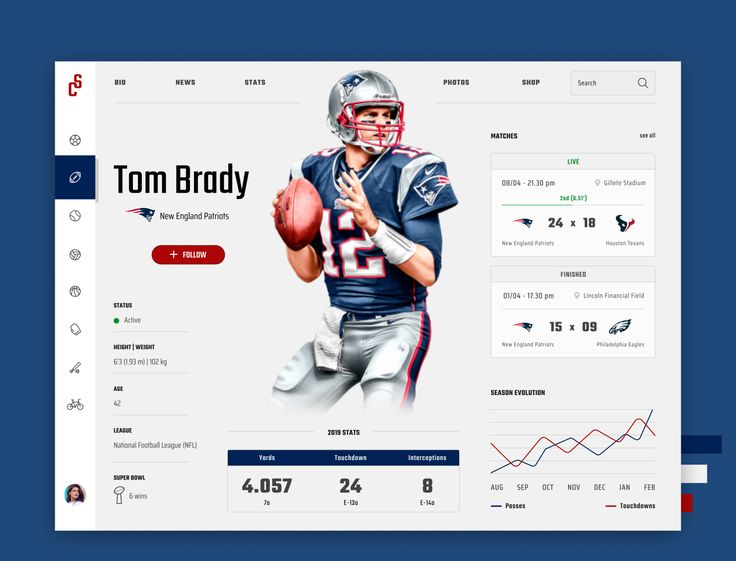 CS
BIO NEWS STATS PHOTOS SHOP Search
Tom Brady
New England Patriots
+ FOLLOW
STATUS
Active
HEIGHT | WEIGHT
6'3 (1.93 m) | 102 kg
AGE
42
LEAGUE
National Football League (NFL)
SUPER BOWL
6 wins
12
2019 STATS
Yards Touchdown Interceptions
4.057 24 8
7o E-13o E-14o
MATCHES see all
LIVE
08/04 - 21.30 pm Gillete Stadium
2nd (6.51')
24 x 18
New England Patriots Houston Texans
FINISHED
01/04 - 17.30 pm Lincoln Financial Field
15 x 09
New England Patriots Philadelphia Eagles
SEASON EVOLUTION
AUG SEP OCT NOV DEC JAN FEB
Passes Touchdowns